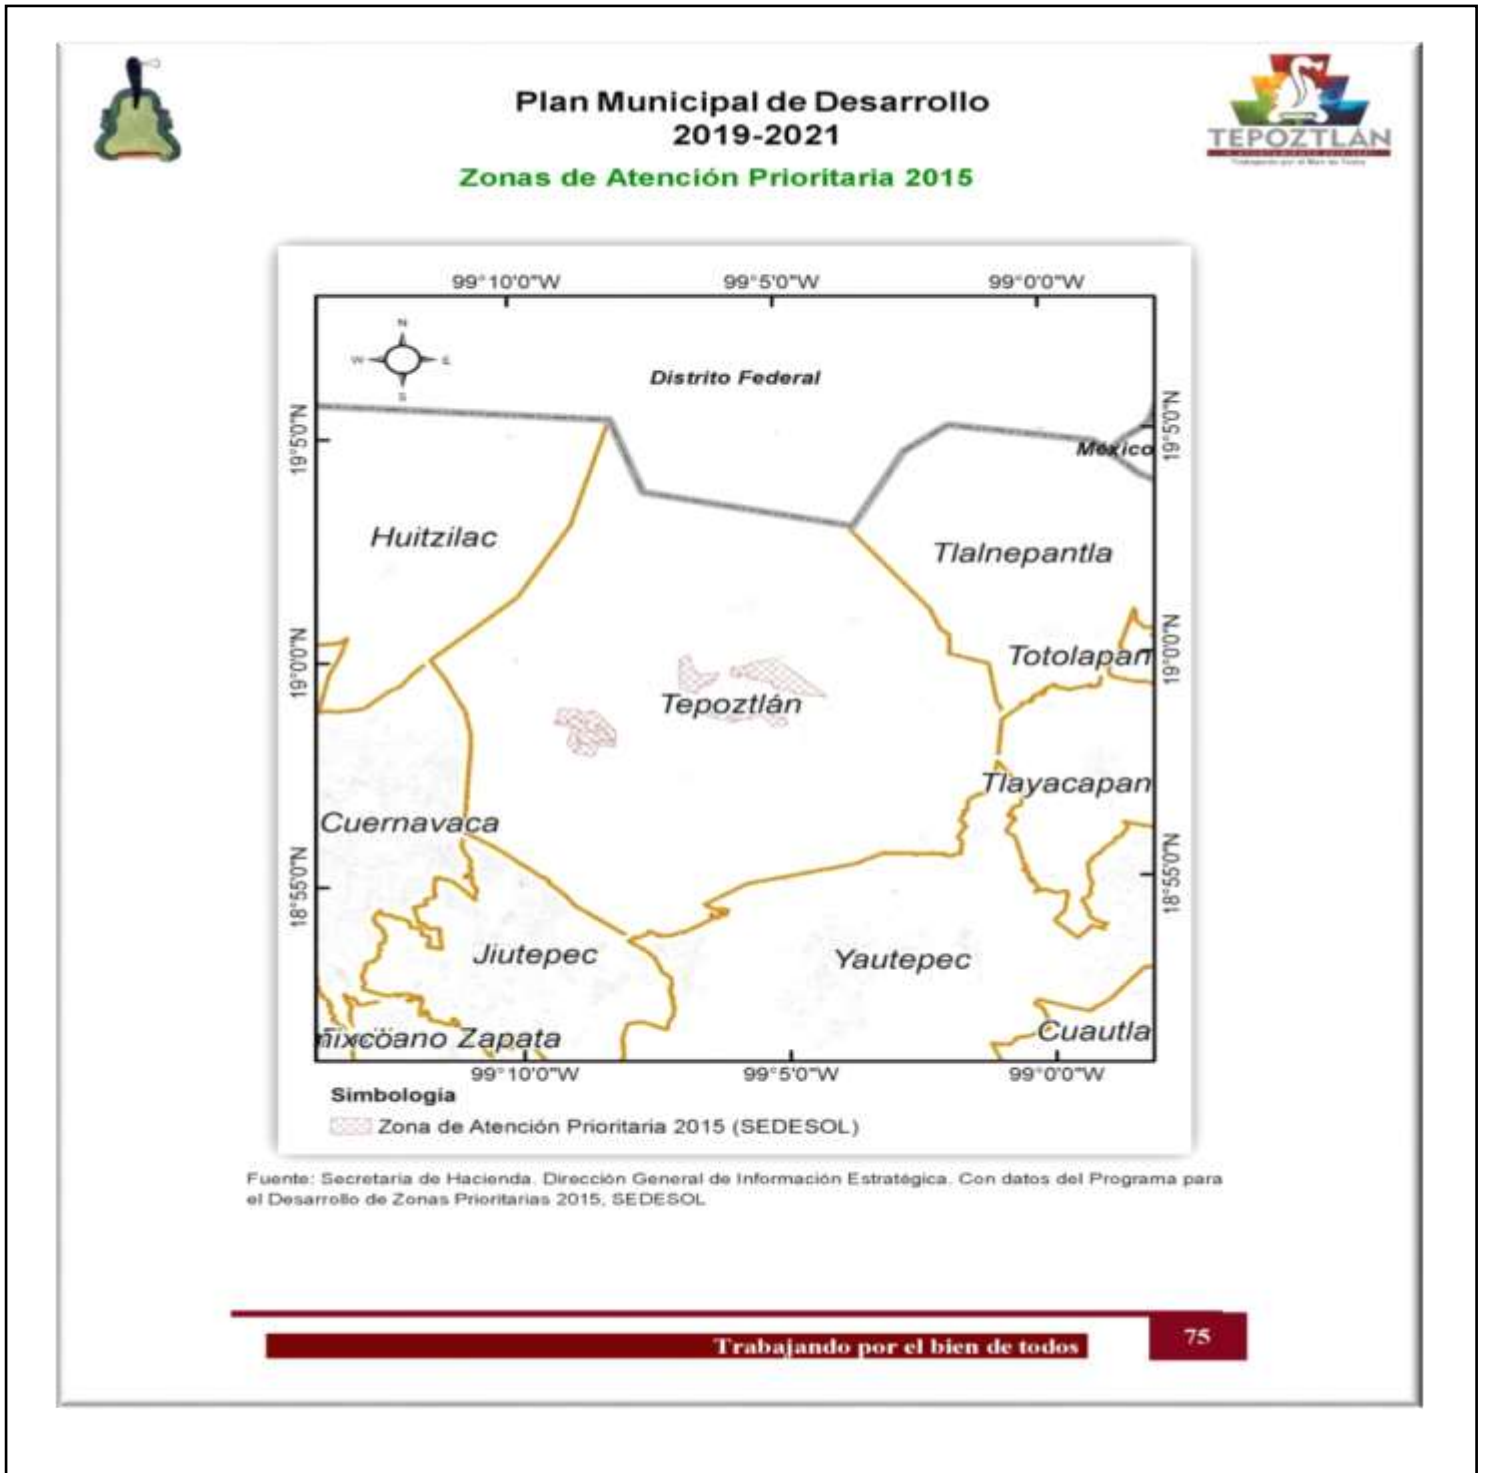 Plan Municipal de Desarrollo
2019-2021
TEPOZTLÁN
Zonas de Atención Prioritaria 2015
99°10'0"W 99°5'0"W 99°0'0"W
N
W E
S
Distrito Federal
19°5'0"N
19°5'0"N
México
Huitzilac
Tlalnepantla
19°0'0"N
19°0'0"N
Totolapan
Tepoztlán
Tlayacapan
Cuernavaca
18°55'0"N
18°55'0"N
Jiutepec
Yautepec
Cuautla
Zapata
99°10'0"W 99°5'0"W 99°0'0"W
Simbología
Zona de Atención Prioritaria 2015 (SEDESOL)
Fuente: Secretaría de Hacienda. Dirección General de Información Estratégica. Con datos del Programa para
el Desarrollo de Zonas Prioritarias 2015, SEDESOL
Trabajando por el bien de todos
75